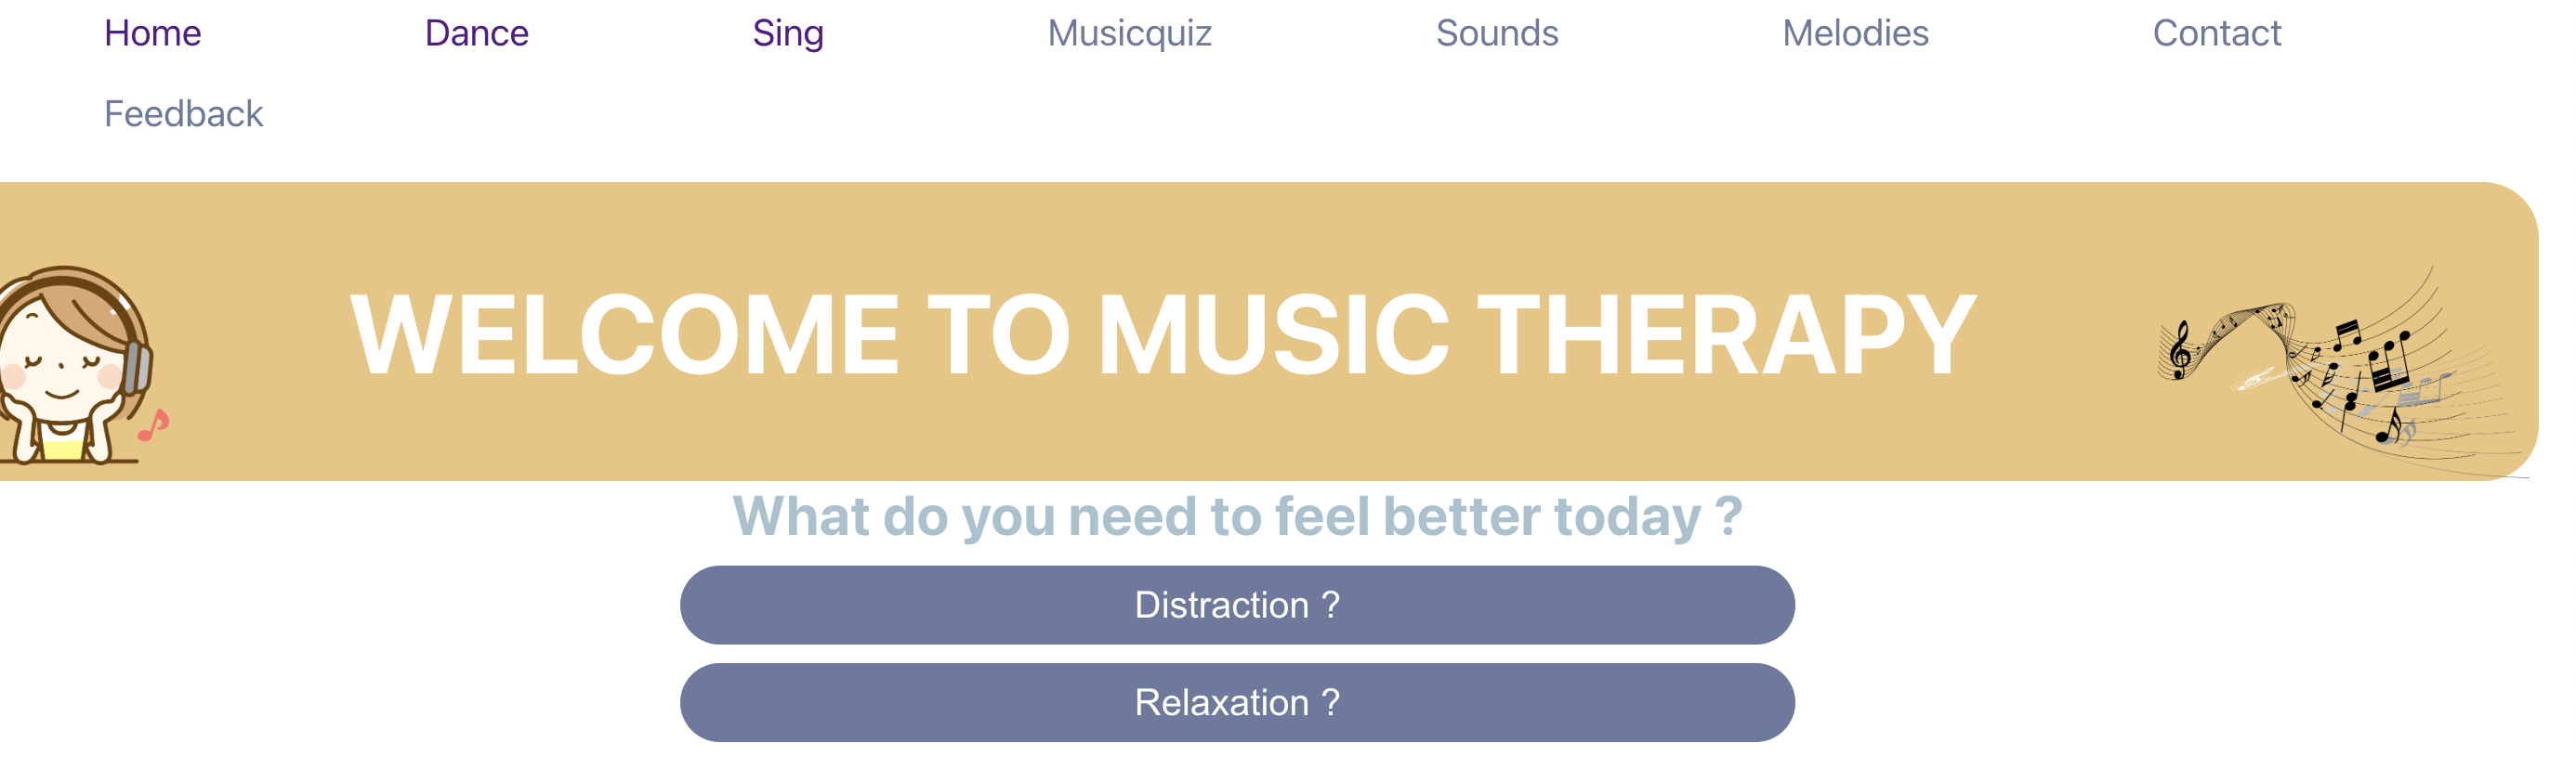 Home Dance Sing Musicquiz Sounds Melodies Contact
Feedback
WELCOME TO MUSIC THERAPY
What do you need to feel better today ?
Distraction ?
Relaxation ?